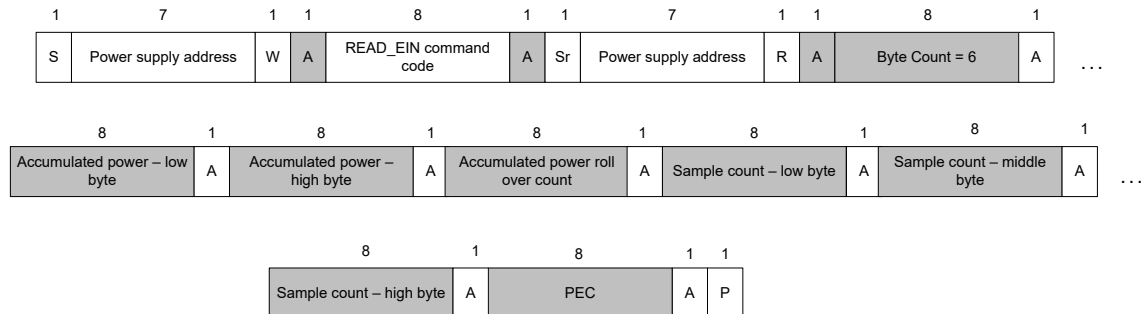 1 7 1 1 8 1 1 7 1 1 8 1
S Power supply address W A READ_EIN command code A Sr Power supply address R A Byte Count = 6 A ...
8 1 8 1 8 1 8 1 8 1
Accumulated power – low byte A Accumulated power – high byte A Accumulated power roll over count A Sample count – low byte A Sample count – middle byte A ...
8 1 8 1 1
Sample count – high byte A PEC A P